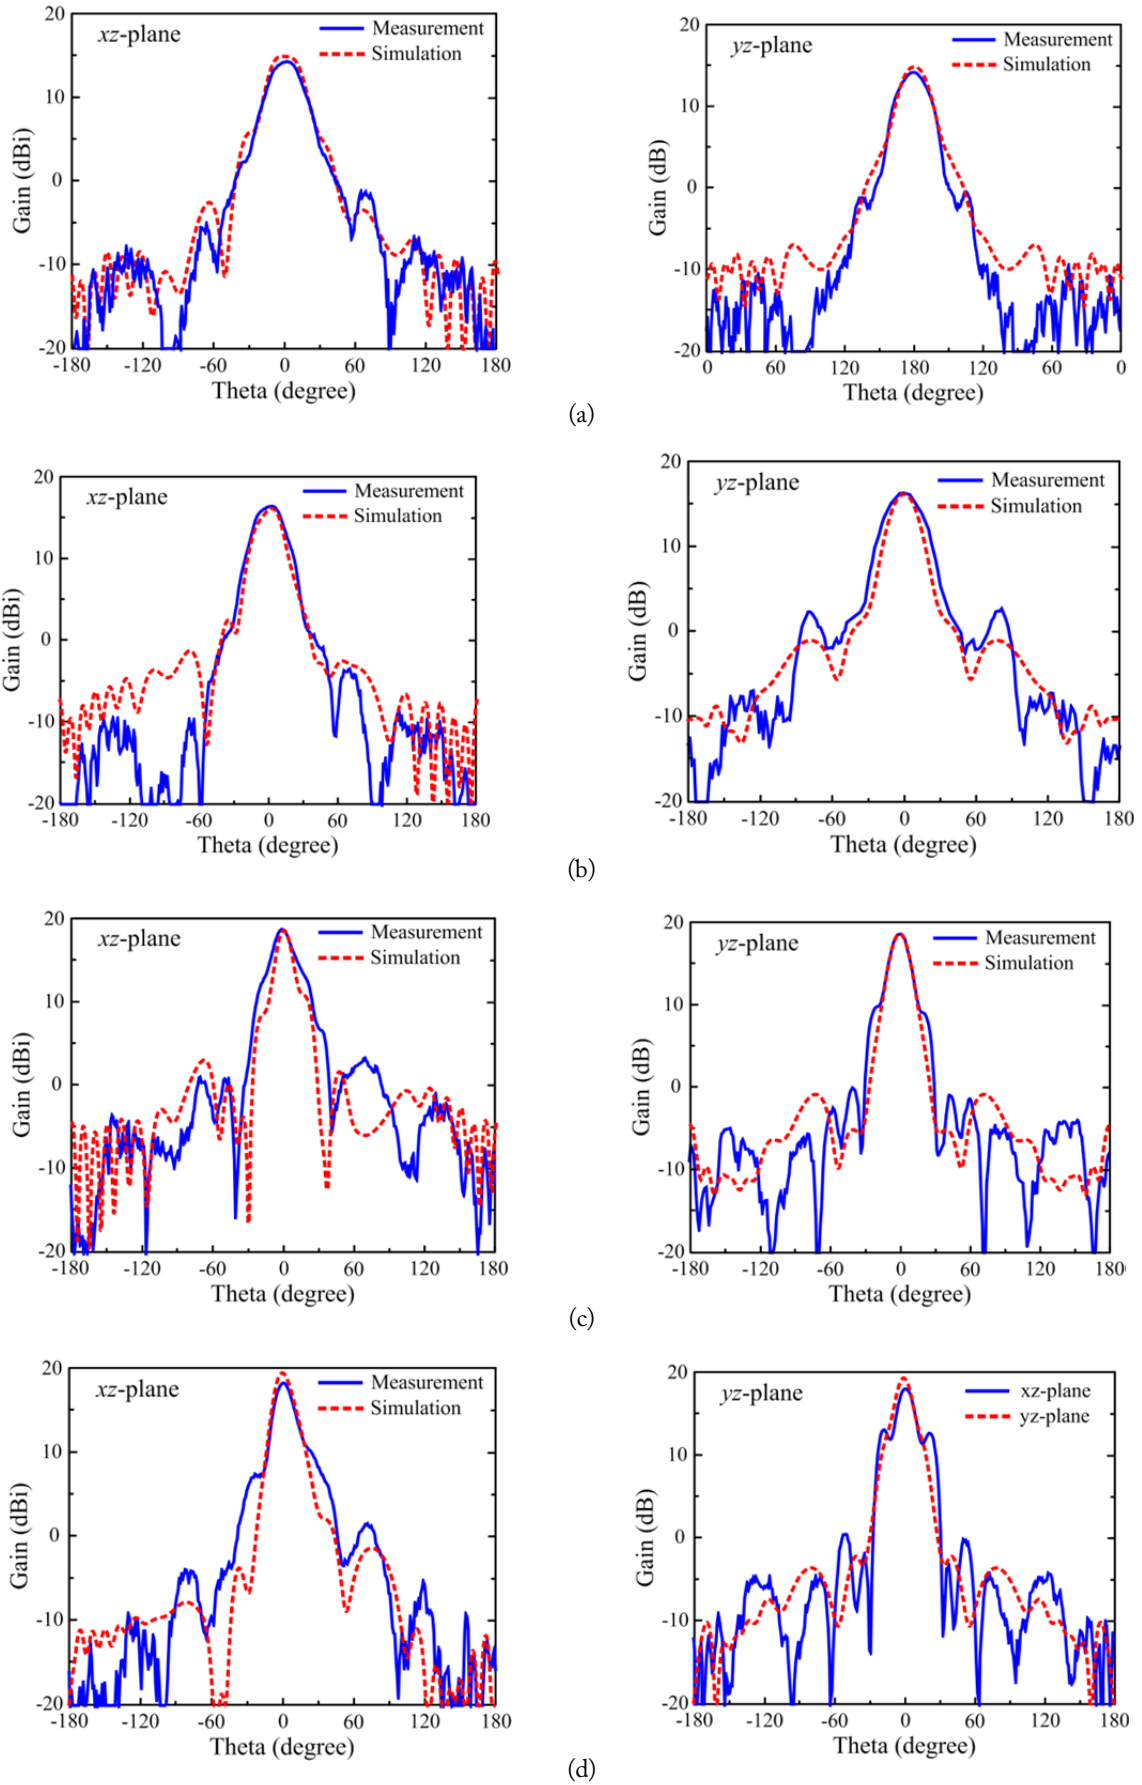 xz-plane
Measurement
Simulation
20
10
0
-10
-20
Gain (dBi)
-180 -120 -60 0 60 120 180
Theta (degree)
yz-plane
Measurement
Simulation
20
10
0
-10
-20
Gain (dB)
0 60 120 180 120 60 0
Theta (degree)
(a)
xz-plane
Measurement
Simulation
20
10
0
-10
-20
Gain (dBi)
-180 -120 -60 0 60 120 180
Theta (degree)
yz-plane
Measurement
Simulation
20
10
0
-10
-20
Gain (dB)
-180 -120 -60 0 60 120 180
Theta (degree)
(b)
xz-plane
Measurement
Simulation
20
10
0
-10
-20
Gain (dBi)
-180 -120 -60 0 60 120 180
Theta (degree)
yz-plane
Measurement
Simulation
20
10
0
-10
-20
Gain (dB)
-180 -120 -60 0 60 120 180
Theta (degree)
(c)
xz-plane
Measurement
Simulation
20
10
0
-10
-20
Gain (dBi)
-180 -120 -60 0 60 120 180
Theta (degree)
yz-plane
xz-plane
yz-plane
20
10
0
-10
-20
Gain (dB)
-180 -120 -60 0 60 120 180
Theta (degree)
(d)